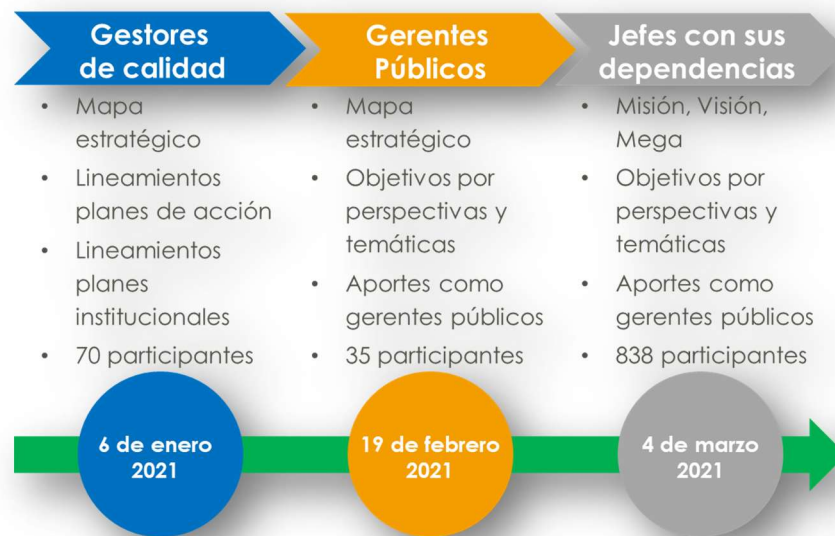 Gestores
de calidad
• Mapa
estratégico
• Lineamientos
planes de acción
• Lineamientos
planes
institucionales
• 70 participantes
6 de enero
2021
Gerentes
Públicos
• Mapa
estratégico
• Objetivos por
perspectivas y
temáticas
• Aportes como
gerentes públicos
• 35 participantes
19 de febrero
2021
Jefes con sus
dependencias
• Misión, Visión,
Mega
• Objetivos por
perspectivas y
temáticas
• Aportes como
gerentes públicos
• 838 participantes
4 de marzo
2021